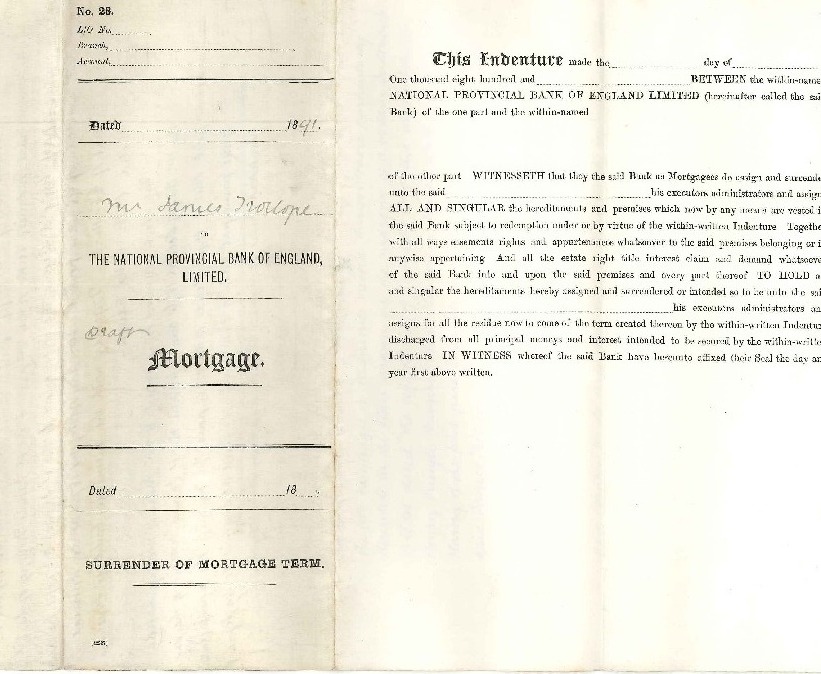 No. 28.
L/G No.
Branch,
Account,
Dated 1891.
Mr James Trollope
TO
THE NATIONAL PROVINCIAL BANK OF ENGLAND,
LIMITED.
Draft
Mortgage.
Dated 18 .
SURRENDER OF MORTGAGE TERM.
This Indenture made the day of
One thousand eight hundred and BETWEEN the within-name
NATIONAL PROVINCIAL BANK OF ENGLAND LIMITED (hereinafter called the sai
Bank) of the one part and the within-named
of the other part WITNESSETH that they the said Bank as Mortgagees do assign and surrende
unto the said his executors administrators and assign
ALL AND SINGULAR the hereditaments and premises which now by any means are vested i
the said Bank subject to redemption under or by virtue of the within-written Indenture Togethe
with all ways easements rights and appurtenances whatsoever to the said premises belonging or i
anywise appertaining And all the estate right title interest claim and demand whatsoeve
of the said Bank into and upon the said premises and every part thereof TO HOLD a
and singular the hereditaments hereby assigned and surrendered or intended so to be unto the sai
his executors administrators an
assigns for all the residue now to come of the term created thereon by the within-written Indentur
discharged from all principal moneys and interest intended to be secured by the within-writte
Indenture IN WITNESS whereof the said Bank have hereunto affixed their Seal the day an
year first above written.